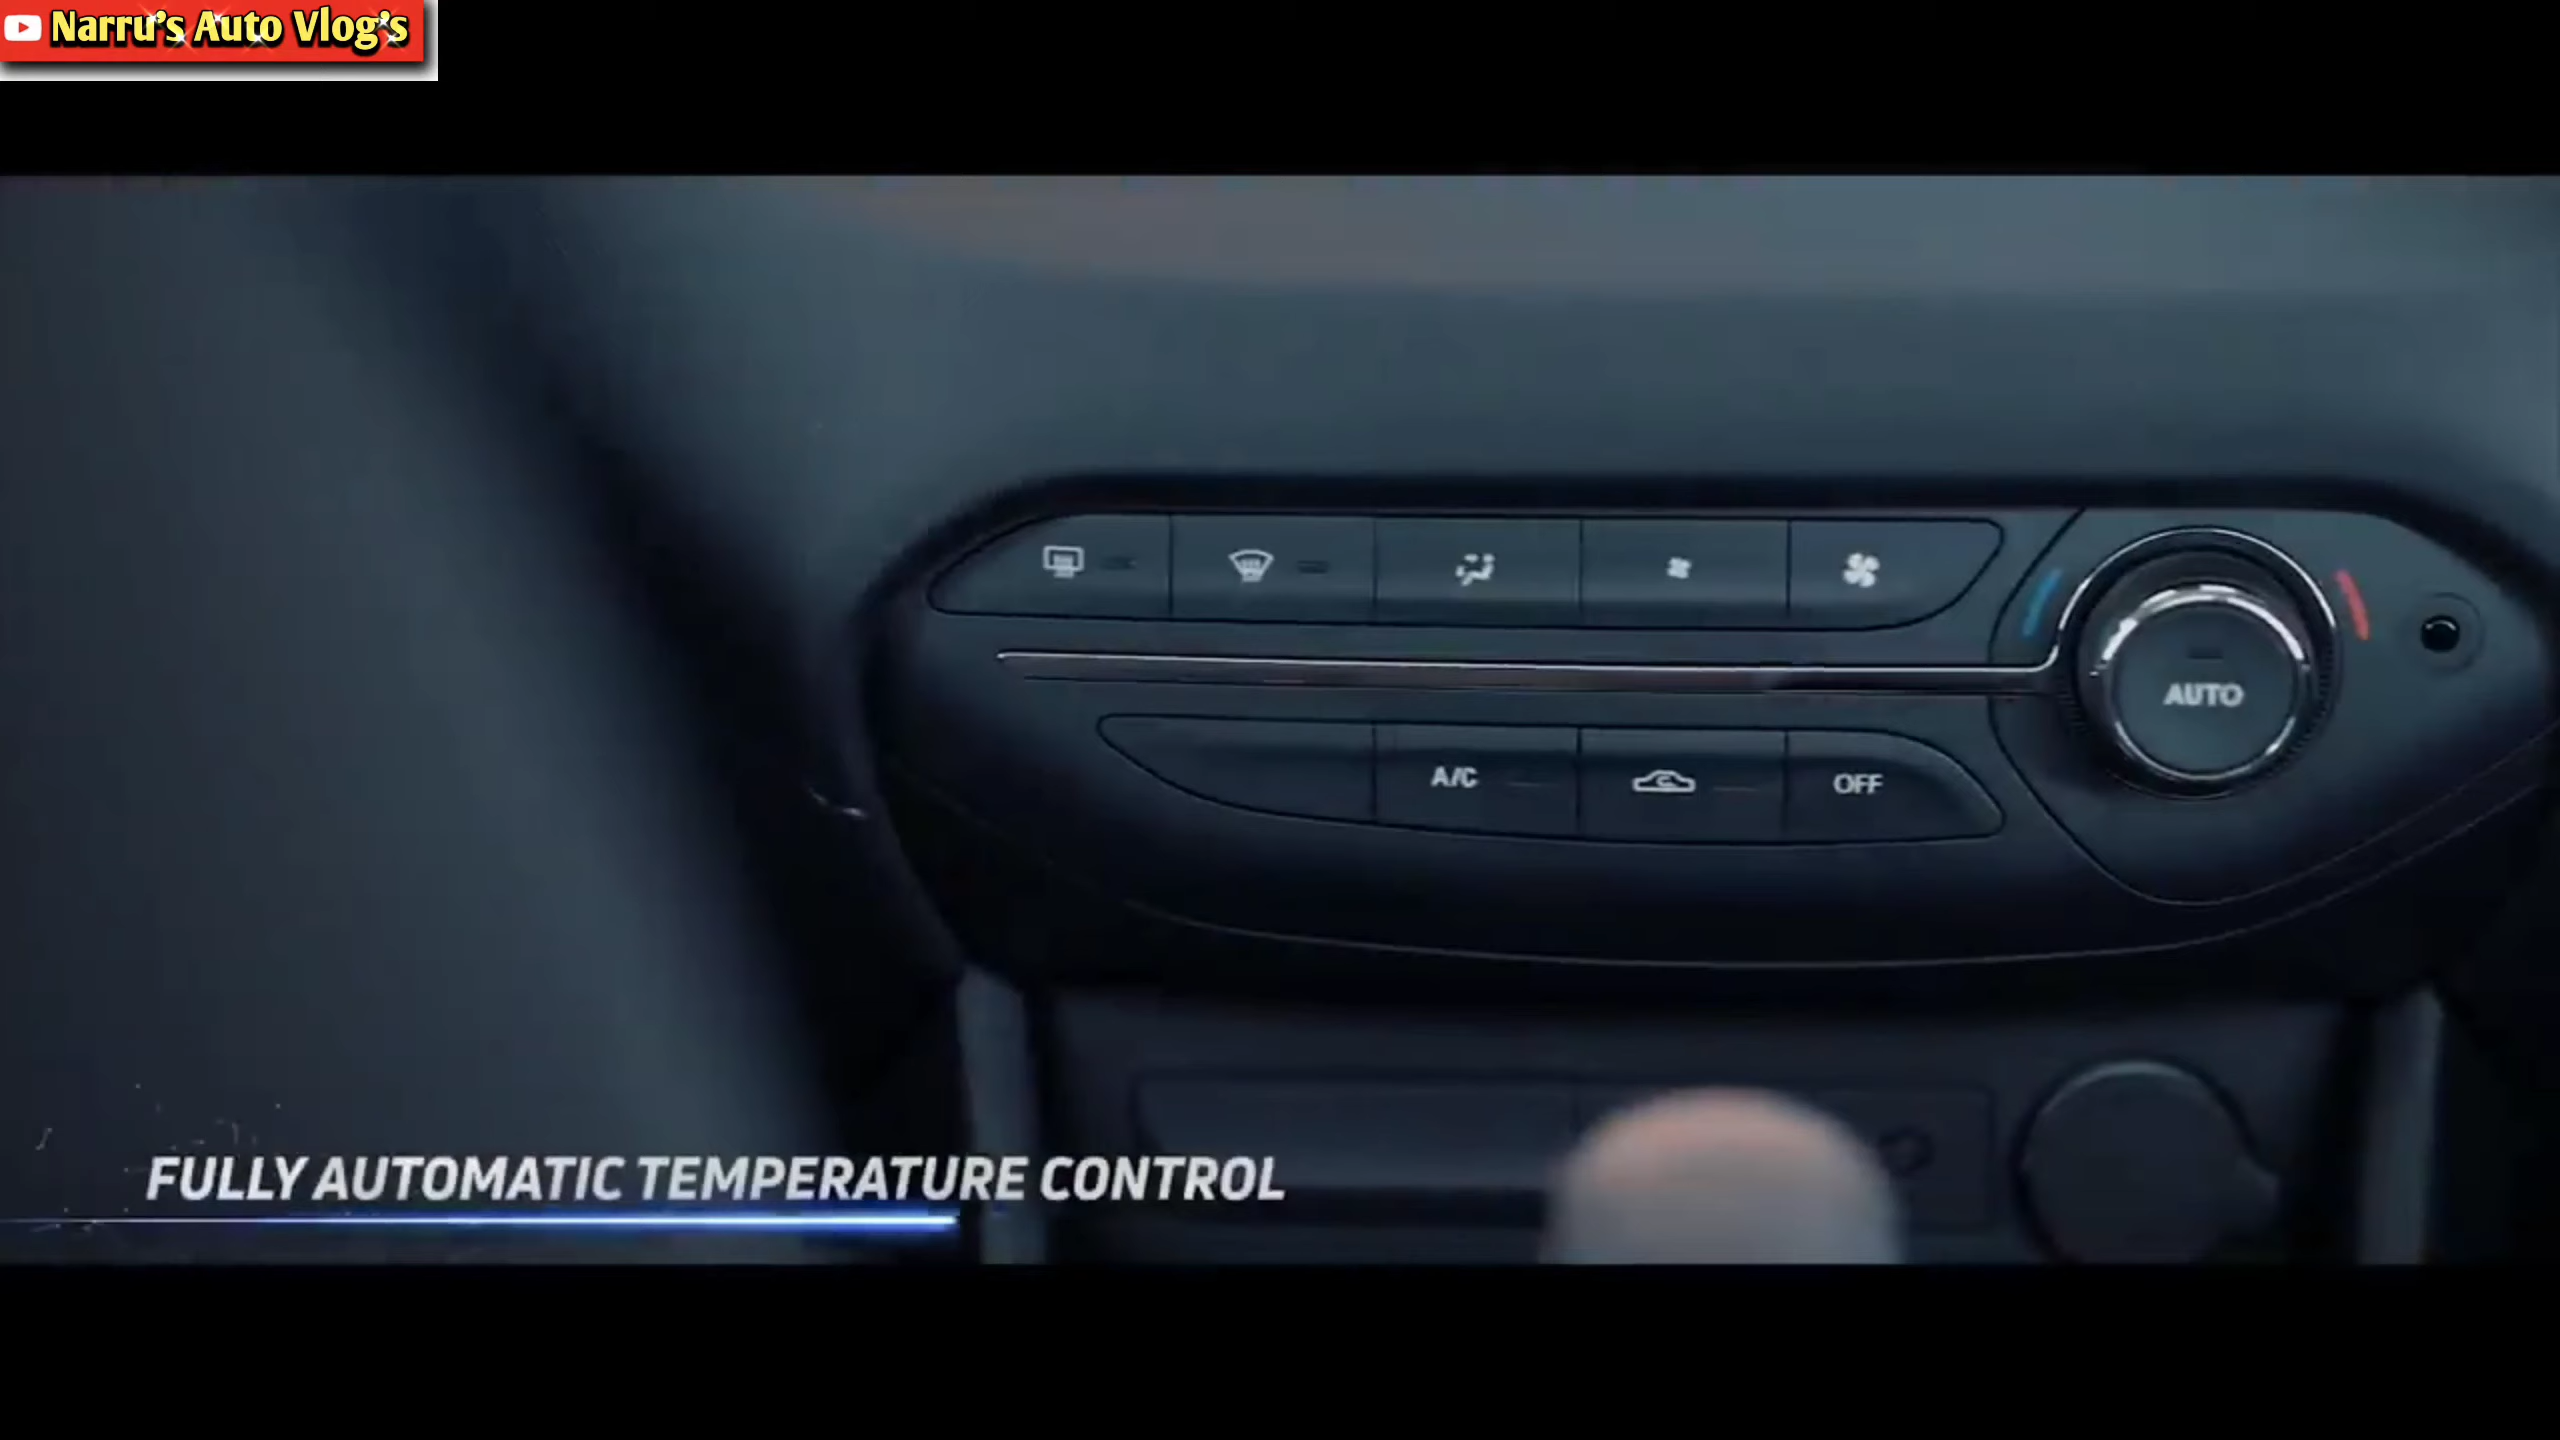 Narru's Auto Vlog's
AUTO
A/C
OFF
FULLY AUTOMATIC TEMPERATURE CONTROL